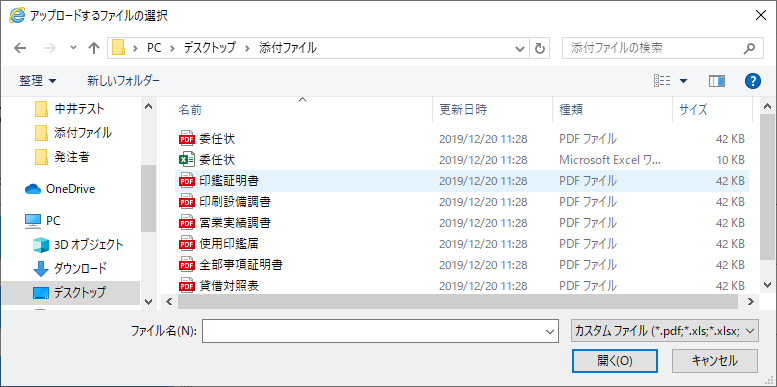 アップロードするファイルの選択
PC > デスクトップ > 添付ファイル
添付ファイルの検索
整理 新しいフォルダー
中井テスト
添付ファイル
発注者
OneDrive
PC
3D オブジェクト
ダウンロード
デスクトップ
名前 更新日時 種類 サイズ
委任状 2019/12/20 11:28 PDF ファイル 42 KB
委任状 2019/12/20 11:28 Microsoft Excel ワ... 10 KB
印鑑証明書 2019/12/20 11:28 PDF ファイル 42 KB
印刷設備調書 2019/12/20 11:28 PDF ファイル 42 KB
営業実績調書 2019/12/20 11:28 PDF ファイル 42 KB
使用印鑑届 2019/12/20 11:28 PDF ファイル 42 KB
全部事項証明書 2019/12/20 11:28 PDF ファイル 42 KB
貸借対照表 2019/12/20 11:28 PDF ファイル 42 KB
ファイル名(N):
カスタム ファイル (*.pdf;*.xls;*.xlsx;
開く(O) キャンセル